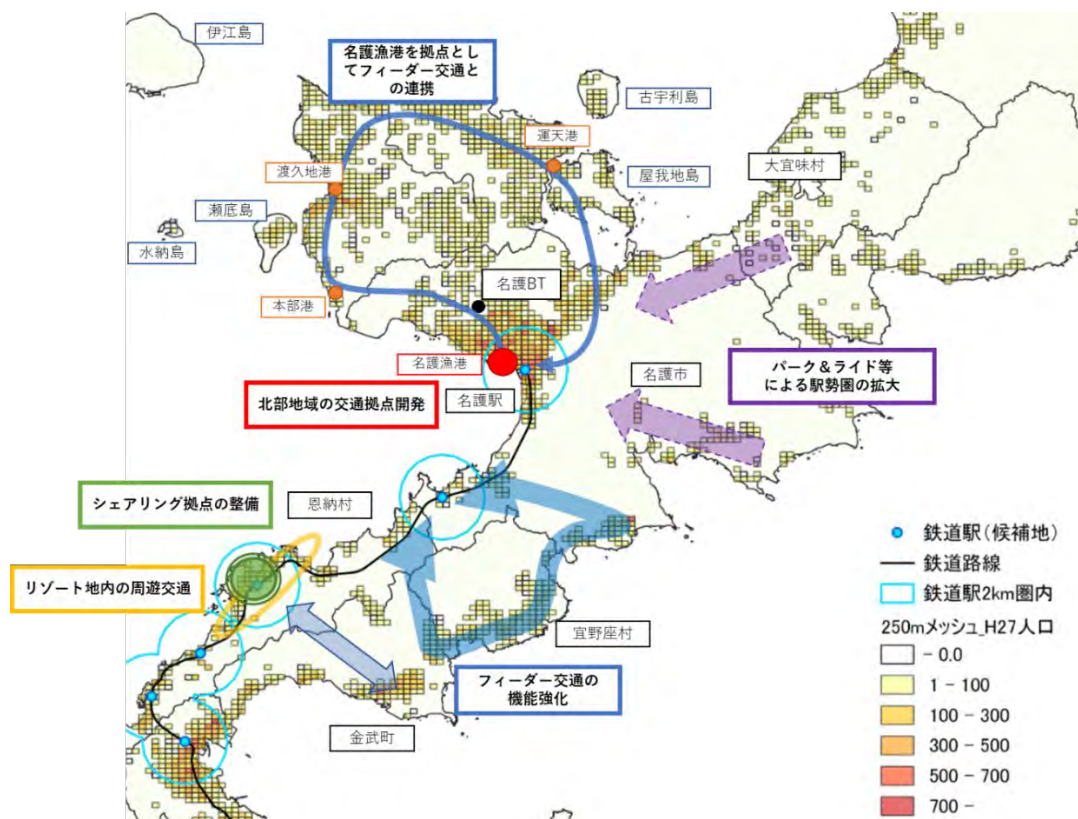 伊江島
名護漁港を拠点とし
てフィーダー交通と
の連携
古宇利島
運天港
大宜味村
渡久地港
屋我地島
瀬底島
水納島
名護BT
本部港
名護漁港
名護市
パーク＆ライド等
による駅勢圏の拡大
北部地域の交通拠点開発
名護駅
シェアリング拠点の整備
恩納村
リゾート地内の周遊交通
宜野座村
フィーダー交通の
機能強化
金武町
鉄道駅(候補地)
鉄道路線
鉄道駅2km圏内
250mメッシュ_H27人口
- 0.0
1 - 100
100 - 300
300 - 500
500 - 700
700 -